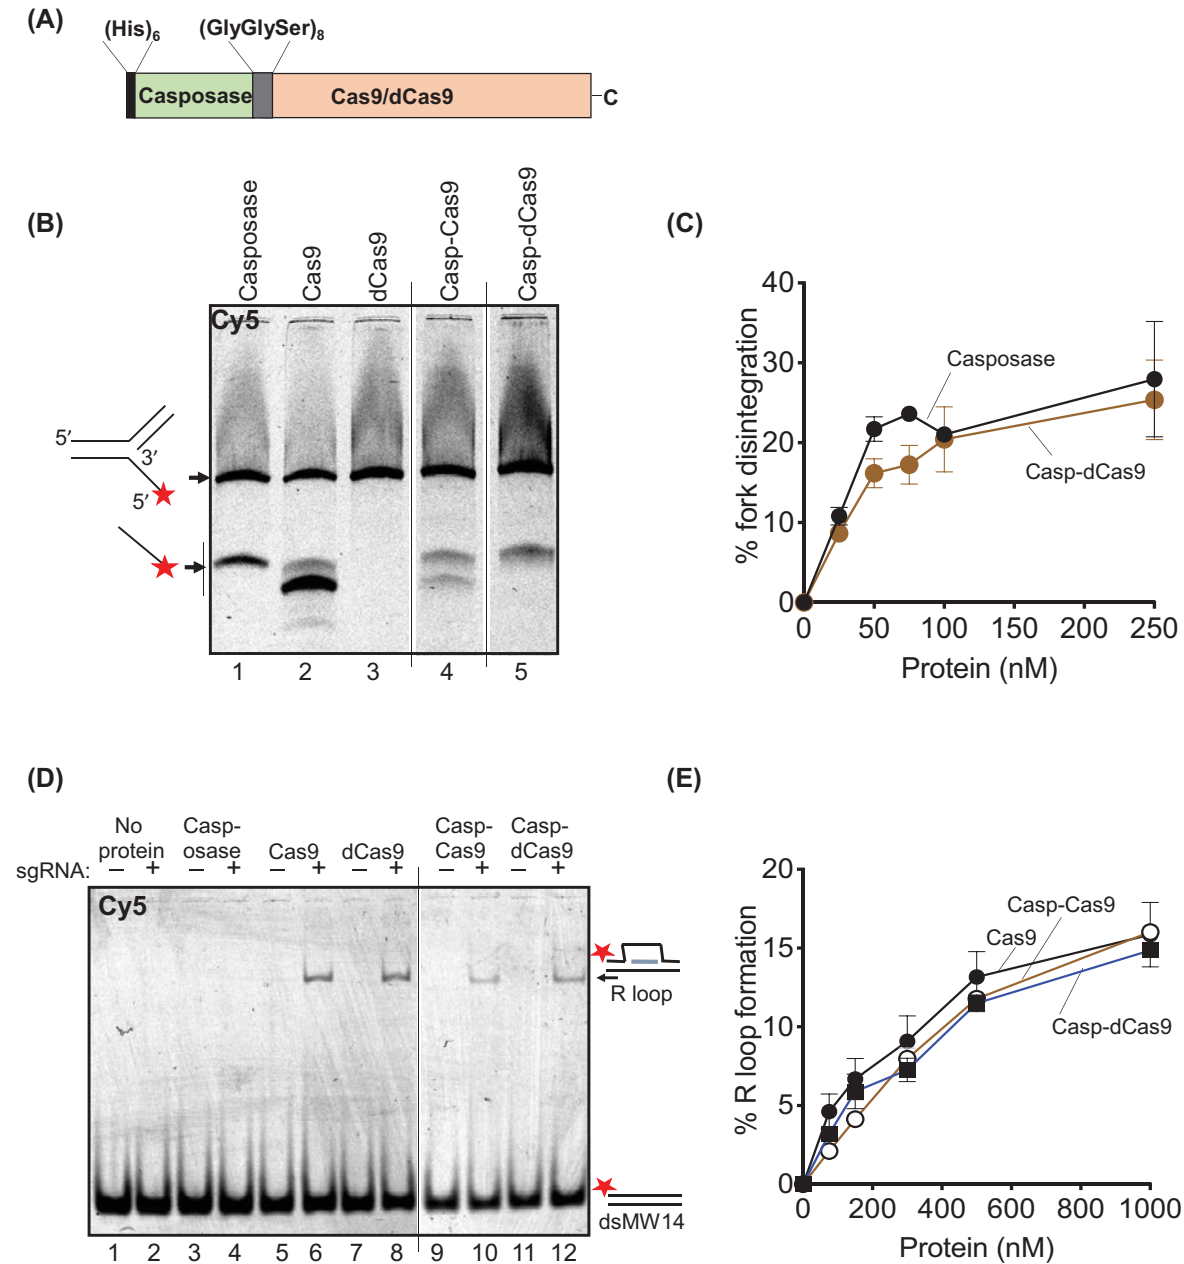 (A)
(His)6 (GlyGlySer)8
Casposase Cas9/dCas9 C
(B)
Casposase Cas9 dCas9 Casp-Cas9 Casp-dCas9
Cy5
5′
3′
5′
1 2 3 4 5
(C)
% fork disintegration
40
30
20
10
0
Casposase
Casp-dCas9
0 50 100 150 200 250
Protein (nM)
(D)
No protein Casp-osase Cas9 dCas9 Casp-Cas9 Casp-dCas9
sgRNA: – + – + – + – + – + – +
Cy5
R loop
dsMW14
1 2 3 4 5 6 7 8 9 10 11 12
(E)
% R loop formation
20
15
10
5
0
Casp-Cas9
Cas9
Casp-dCas9
0 200 400 600 800 1000
Protein (nM)